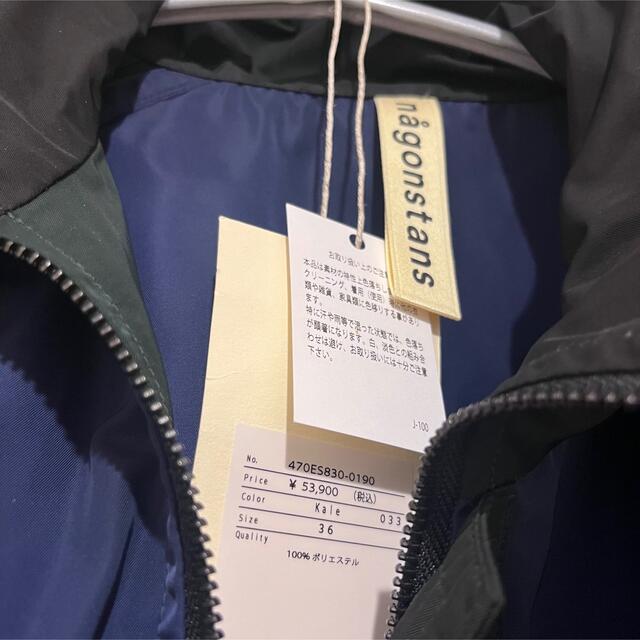 någonstans
お取り扱い上のご注意
本品は素材の特性上色落ちし
クリーニング、着用（使用）
類や雑貨、家具類に色移りする事があり
ます。
特に汗や雨等で湿った状態では、色落ち
が顕著になります。白、淡色との組み合
わせは避け、お取り扱いには十分ご注意
下さい。
J-100
No. 470ES830-0190
Price ¥ 53,900 (税込)
Color Kale 033
Size 36
Quality
100% ポリエステル